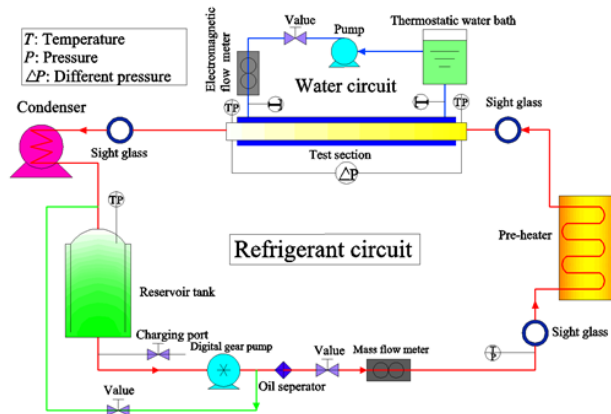 T: Temperature
P: Pressure
△P: Different pressure
Electromagnetic
flow meter
Value
Pump
Thermostatic water bath
Water circuit
Condenser
TP
TP
Sight glass
Sight glass
Test section
△P
TP
Refrigerant circuit
Pre-heater
Reservoir tank
Charging port
Digital gear pump
Value
Mass flow meter
Sight glass
Oil seperator
Value